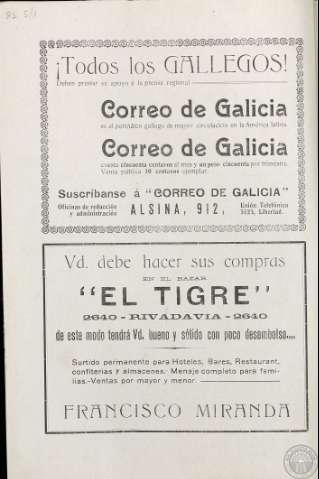 ¡Todos los GALLEGOS!
Deben prestar su apoyo á la prensa regional
Correo de Galicia
es el periódico gallego de mayor circulación en la América latina.
Correo de Galicia
cuesta cincuenta centavos al mes y un peso cincuenta por trimestre.
Venta pública 10 centavos ejemplar.
Suscríbanse á "CORREO DE GALICIA"
Oficinas de redacción y administración
ALSINA, 912,
Unión Telefónica
Libertad.
Vd. debe hacer sus compras
EN EL BAZAR
"EL TIGRE"
2640 - RIVADAVIA - 2640
de este modo tendrá Vd. bueno y sólido con poco desembolso....
Surtido permanente para Hoteles, Bares, Restaurant,
confiterias y almacenes. Menaje completo para fami-
lias.-Ventas por mayor y menor.
FRANCISCO MIRANDA